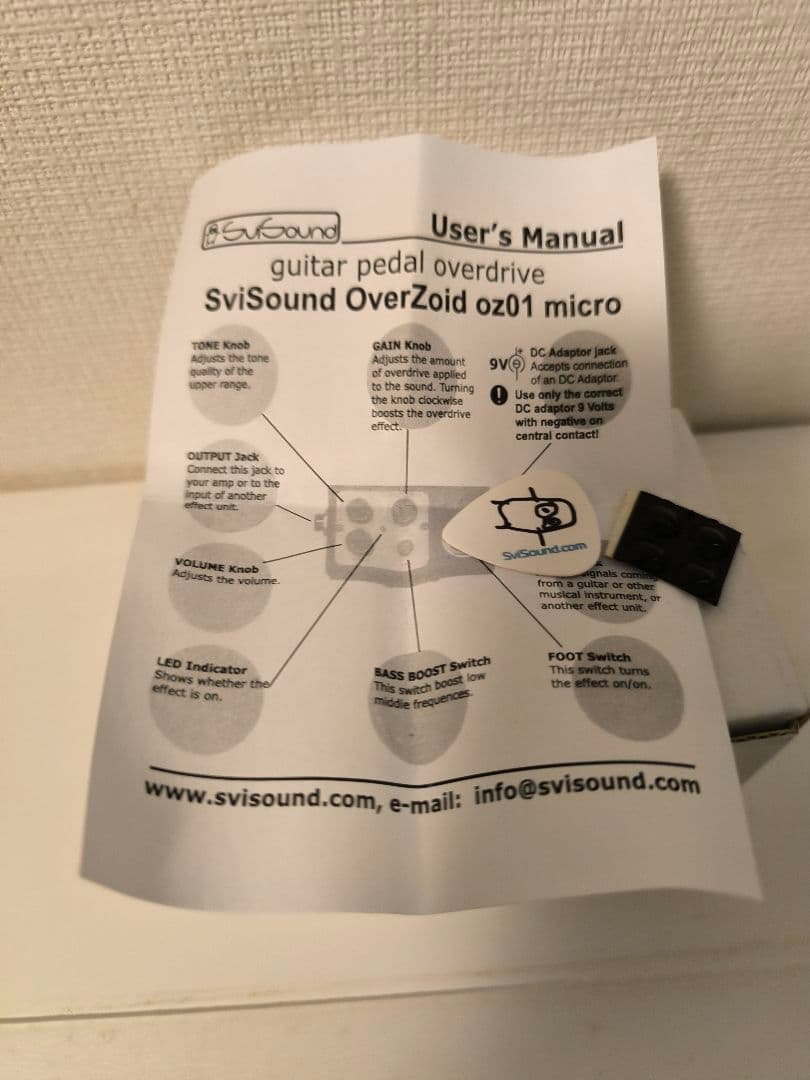 SviSound
User's Manual
guitar pedal overdrive
SviSound OverZoid oz01 micro
TONE Knob
Adjusts the tone
quality of the
upper range.
GAIN Knob
Adjusts the amount
of overdrive applied
to the sound. Turning
the knob clockwise
boosts the overdrive
effect.
9V
DC Adaptor jack
Accepts connection
of an DC Adaptor.
Use only the correct
DC adaptor 9 Volts
with negative on
central contact!
OUTPUT Jack
Connect this jack to
your amp or to the
input of another
effect unit.
SviSound.com
signals coming
from a guitar or other
musical instrument, or
another effect unit.
VOLUME Knob
Adjusts the volume.
LED Indicator
Shows whether the
effect is on.
BASS BOOST Switch
This switch boost low
middle frequences.
FOOT Switch
This switch turns
the effect on/on.
www.svisound.com, e-mail: info@svisound.com